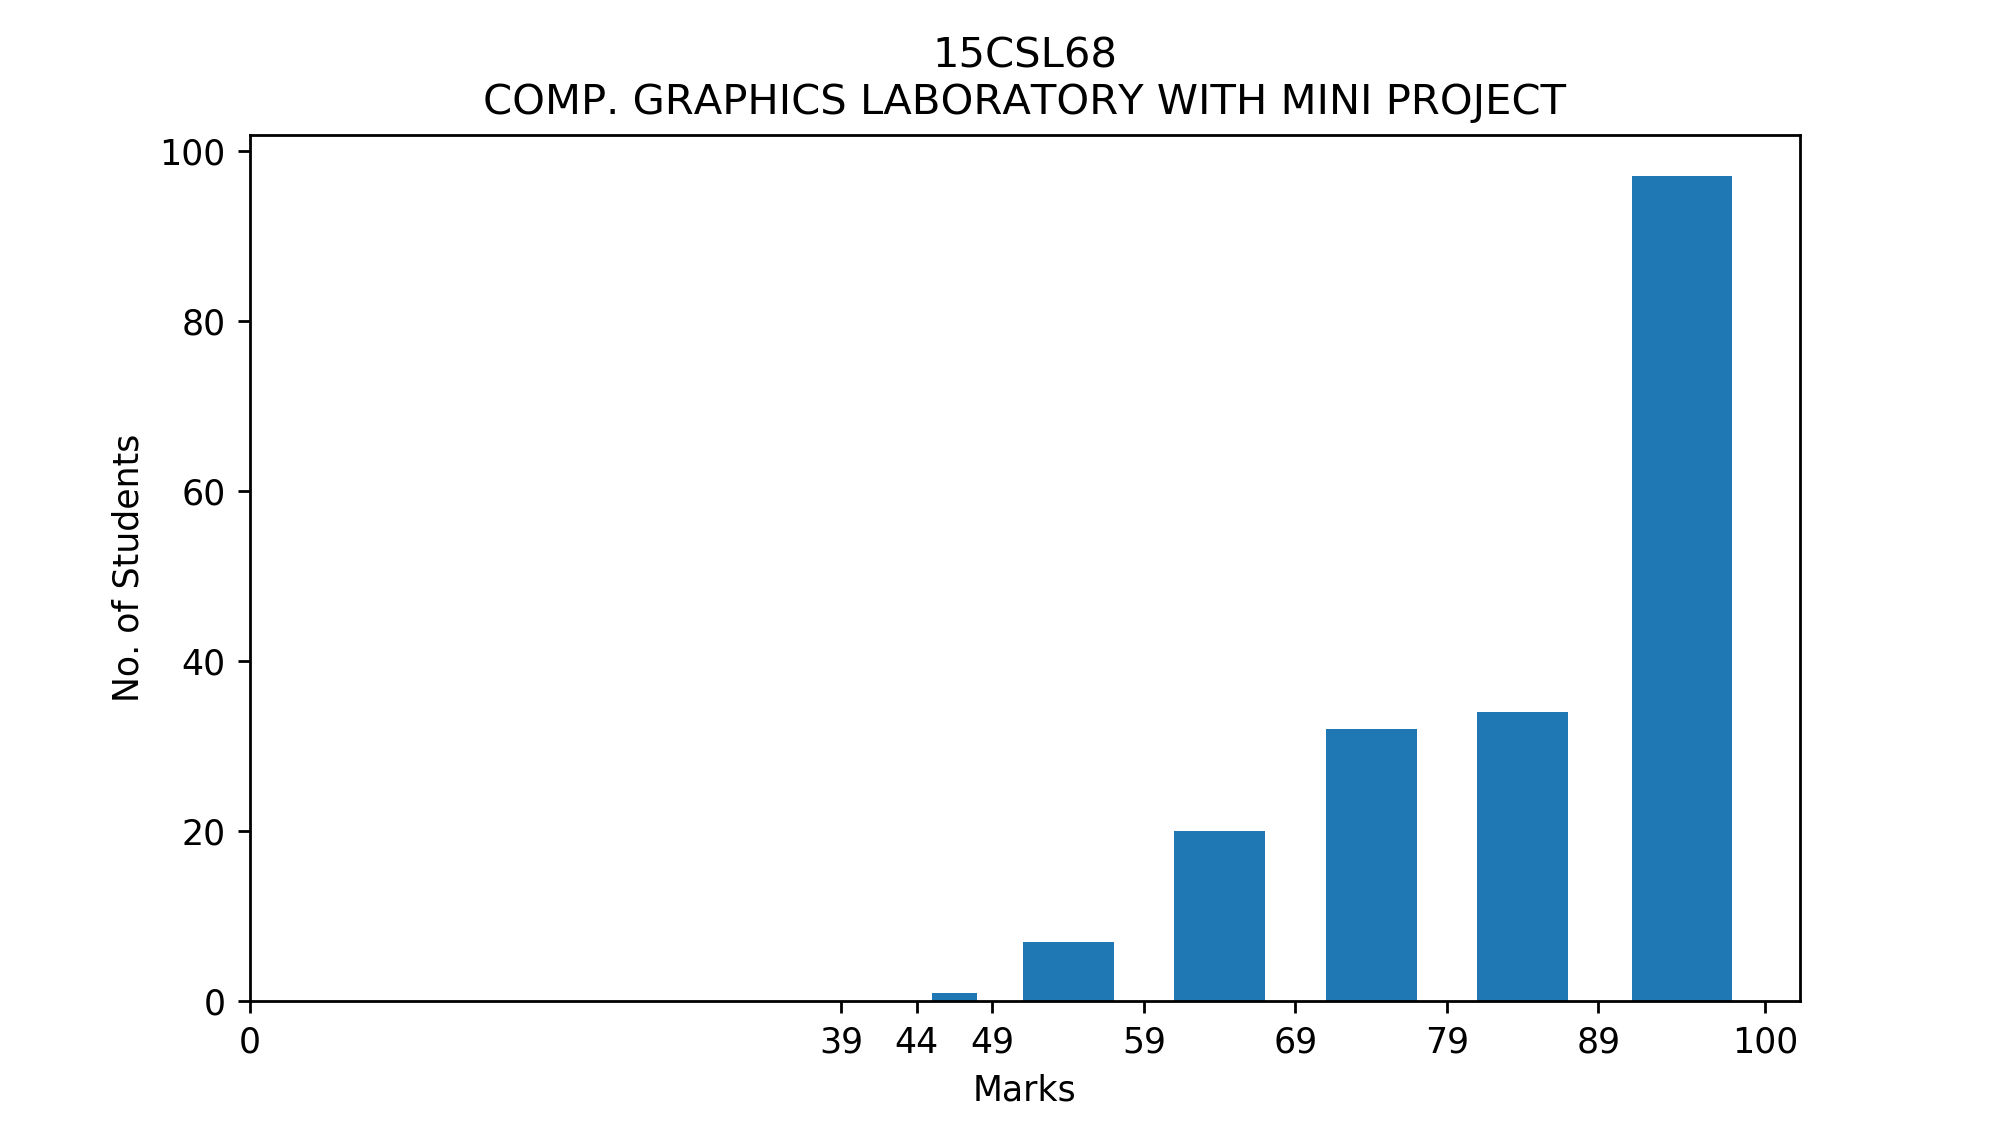 15CSL68
COMP. GRAPHICS LABORATORY WITH MINI PROJECT
100
80
60
40
20
0
No. of Students
0 39 44 49 59 69 79 89 100
Marks